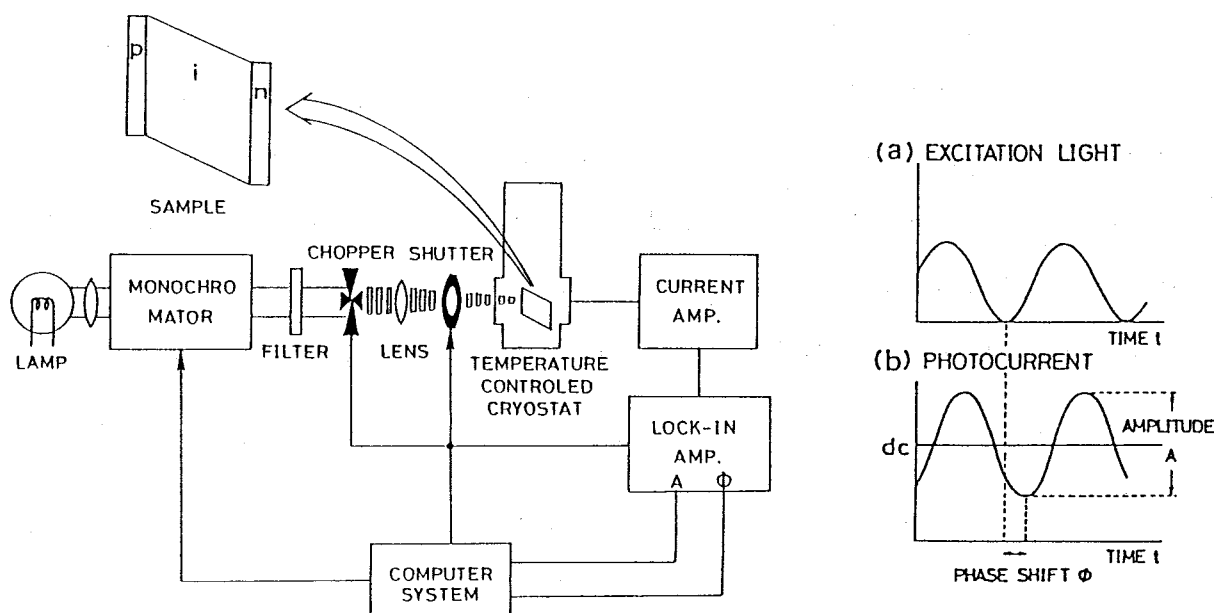 p
i
n
SAMPLE
CHOPPER SHUTTER
MONOCHRO
MATOR
LAMP
FILTER
LENS
TEMPERATURE
CONTROLED
CRYOSTAT
CURRENT
AMP.
LOCK-IN
AMP.
A Φ
COMPUTER
SYSTEM
(a) EXCITATION LIGHT
TIME t
(b) PHOTOCURRENT
dc
AMPLITUDE
A
TIME t
PHASE SHIFT Φ